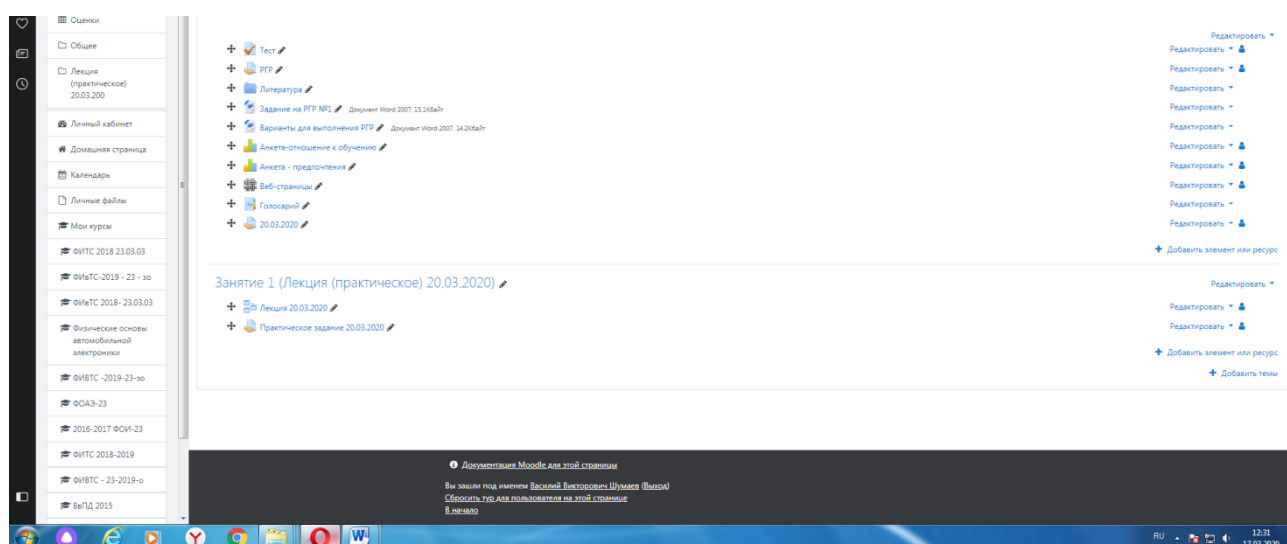 Оценки
Общее
Лекция
(практическое)
20.03.200
Личный кабинет
Домашняя страница
Календарь
Личные файлы
Мои курсы
ФИТС 2018 23.03.03
ФИвТС-2019 - 23 - зо
ФИвТС 2018- 23.03.03
Физические основы
автомобильной
электроники
ФИВТС -2019-23-зо
ФОАЭ-23
2016-2017 ФОИ-23
ФИТС 2018-2019
ФИВТС - 23-2019-о
ВвПД 2015
Редактировать
Тест Редактировать
РГР Редактировать
Литература Редактировать
Задание на РГР №1 Документ Word 2007, 15,1Кбайт Редактировать
Варианты для выполнения РГР Документ Word 2007, 14,2Кбайт Редактировать
Анкета-отношение к обучению Редактировать
Анкета - предпочтения Редактировать
Веб-страницы Редактировать
Голосарий Редактировать
20.03.2020 Редактировать
Добавить элемент или ресурс
Занятие 1 (Лекция (практическое) 20.03.2020) Редактировать
Лекция 20.03.2020 Редактировать
Практическое задание 20.03.2020 Редактировать
Добавить элемент или ресурс
Добавить темы
Документация Moodle для этой страницы
Вы зашли под именем Василий Викторович Шумаев (Выход)
Сбросить тур для пользователя на этой странице
В начало
RU 12:31
17.03.2020